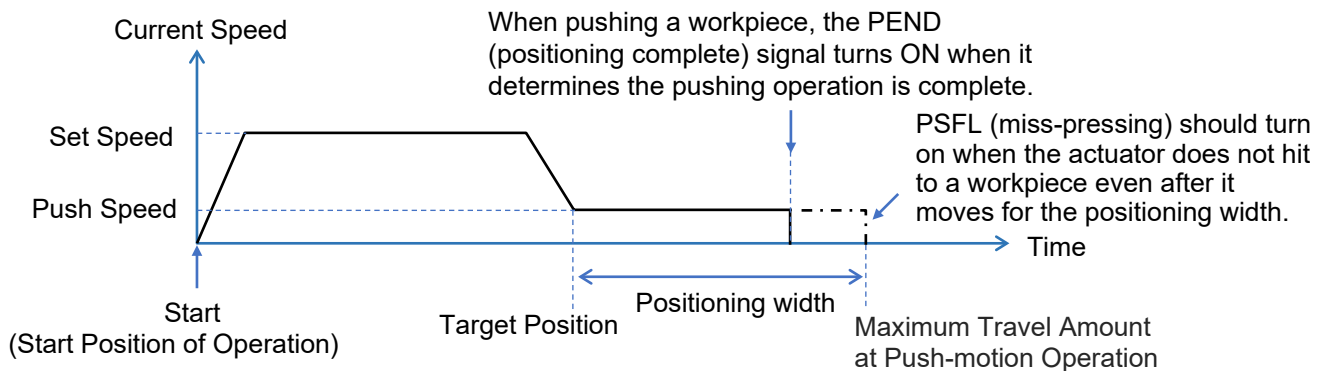 Current Speed
When pushing a workpiece, the PEND
(positioning complete) signal turns ON when it
determines the pushing operation is complete.
PSFL (miss-pressing) should turn
on when the actuator does not hit
to a workpiece even after it
moves for the positioning width.
Set Speed
Push Speed
Time
Start
(Start Position of Operation)
Target Position
Positioning width
Maximum Travel Amount
at Push-motion Operation